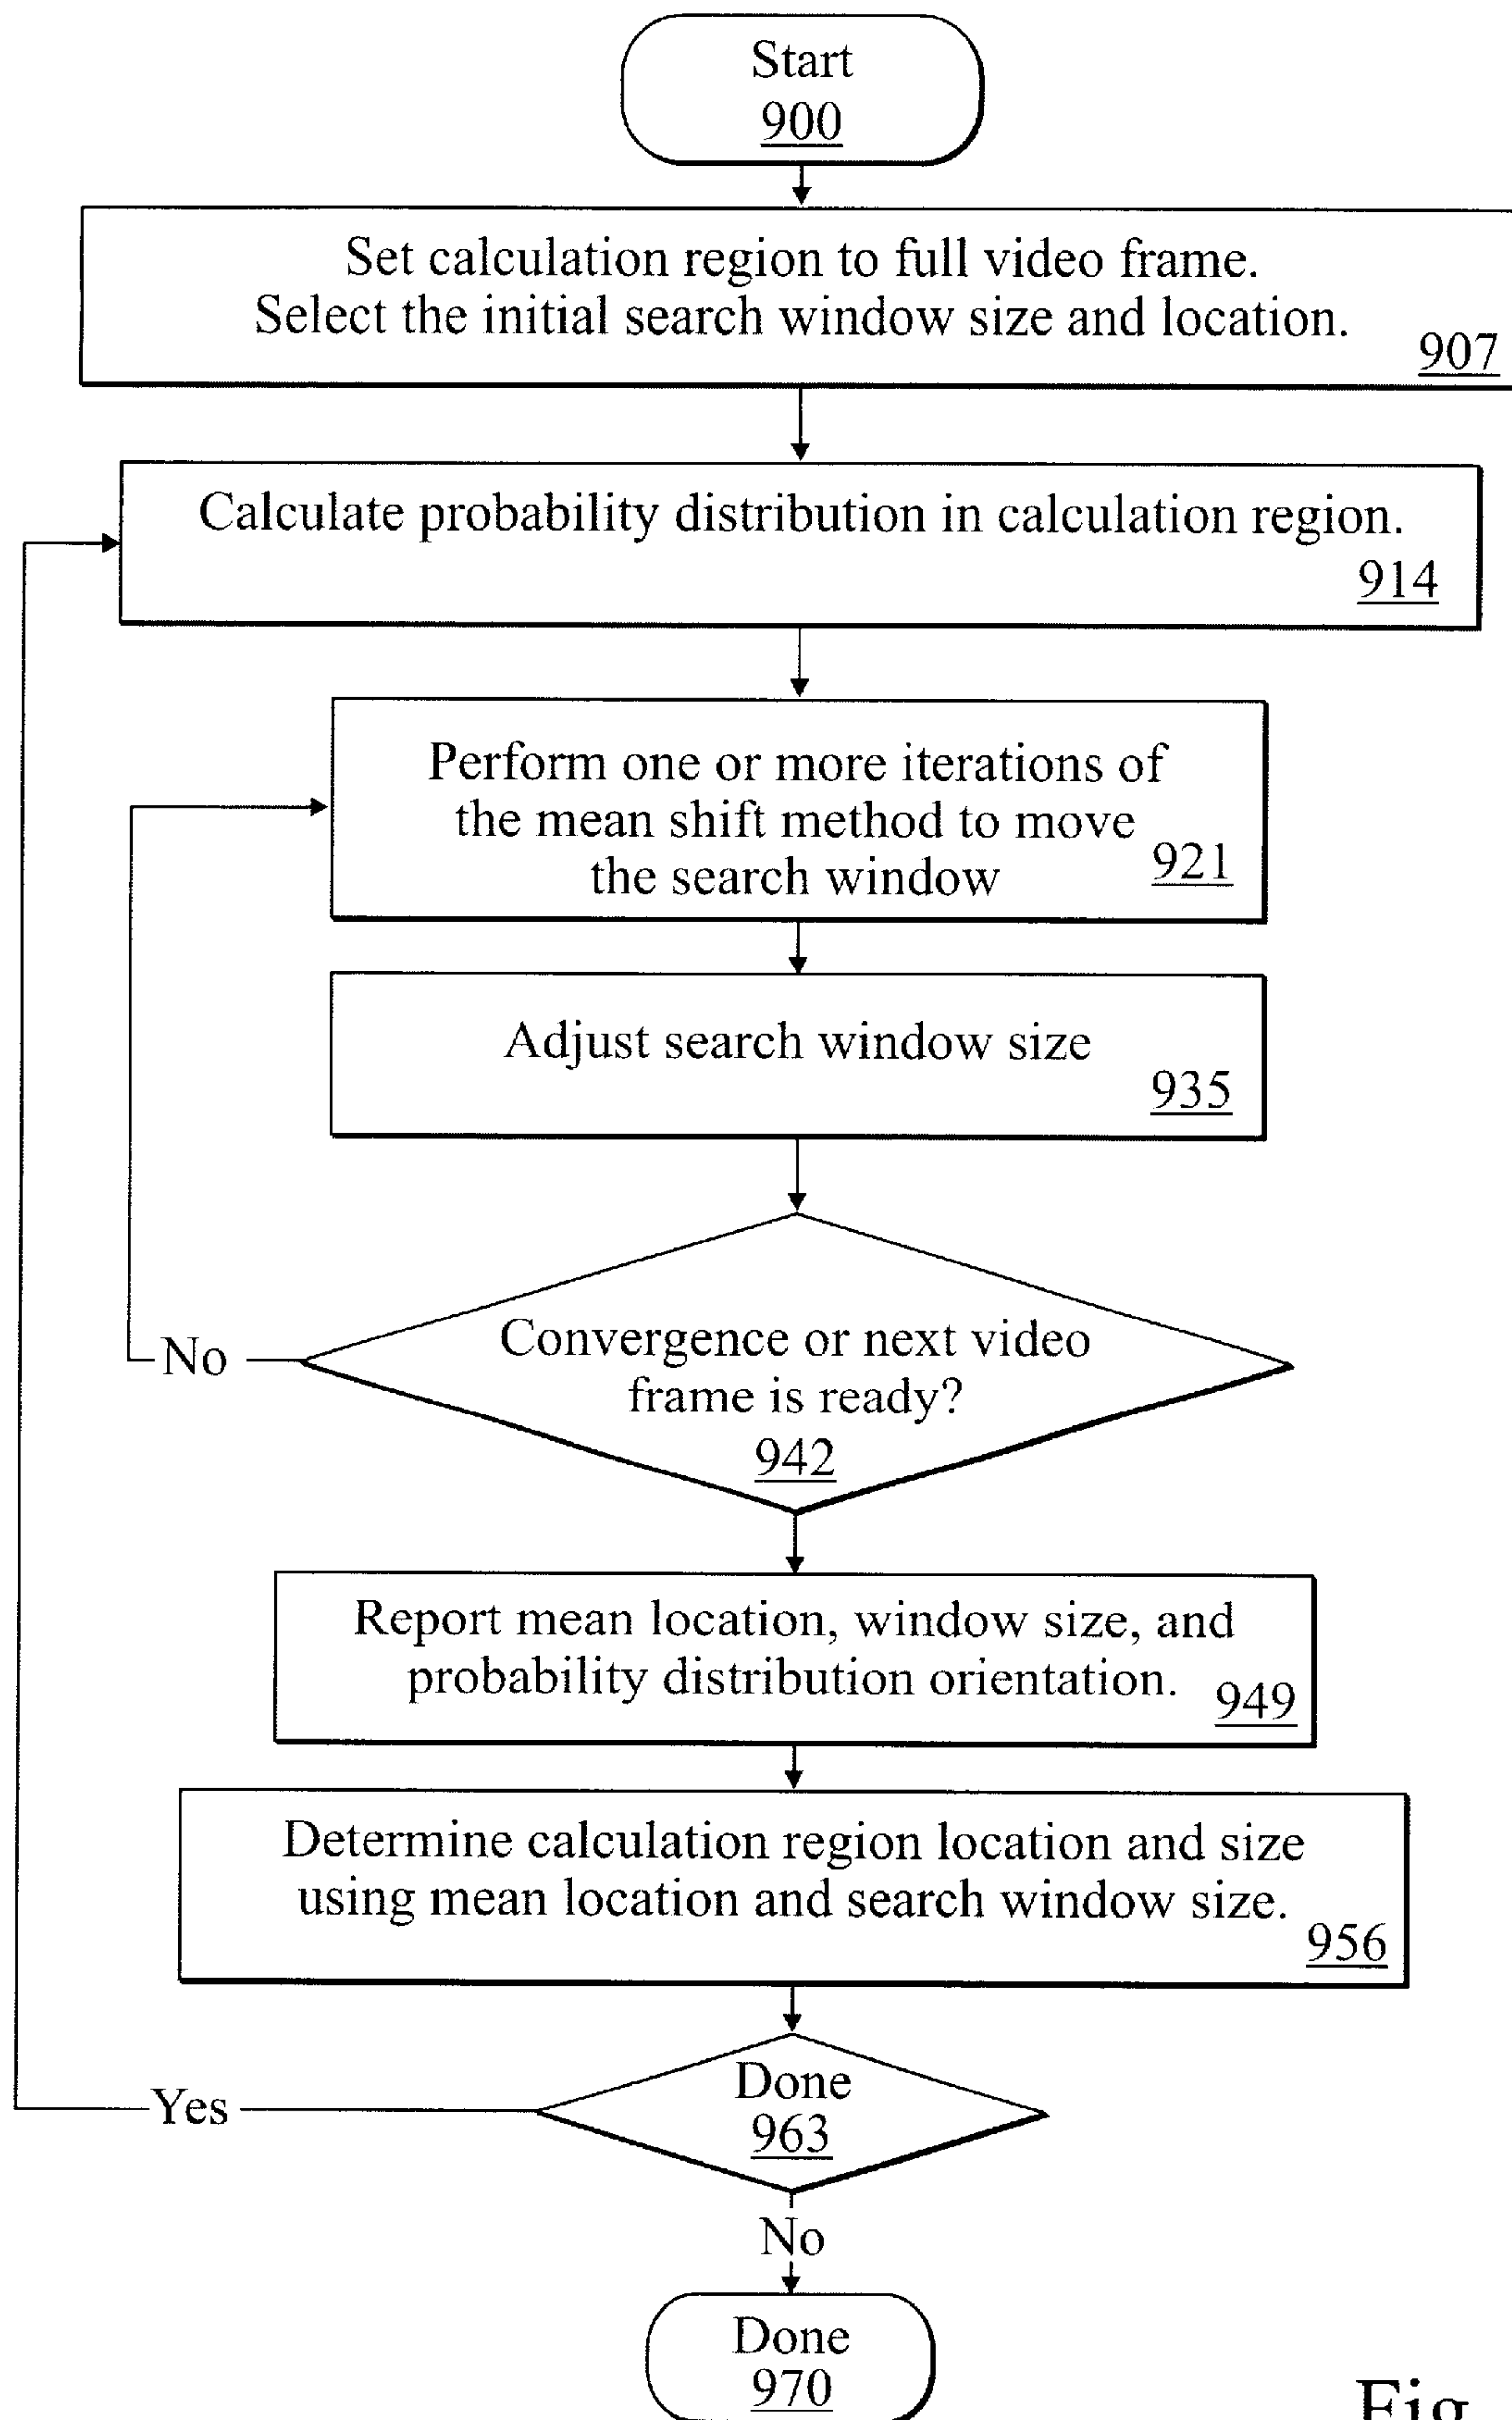 Start
900
Set calculation region to full video frame.
Select the initial search window size and location.
907
Calculate probability distribution in calculation region.
914
Perform one or more iterations of
the mean shift method to move
the search window
921
Adjust search window size
935
Convergence or next video
frame is ready?
942
No
Report mean location, window size, and
probability distribution orientation.
949
Determine calculation region location and size
using mean location and search window size.
956
Done
963
Yes
No
Done
970
Fig